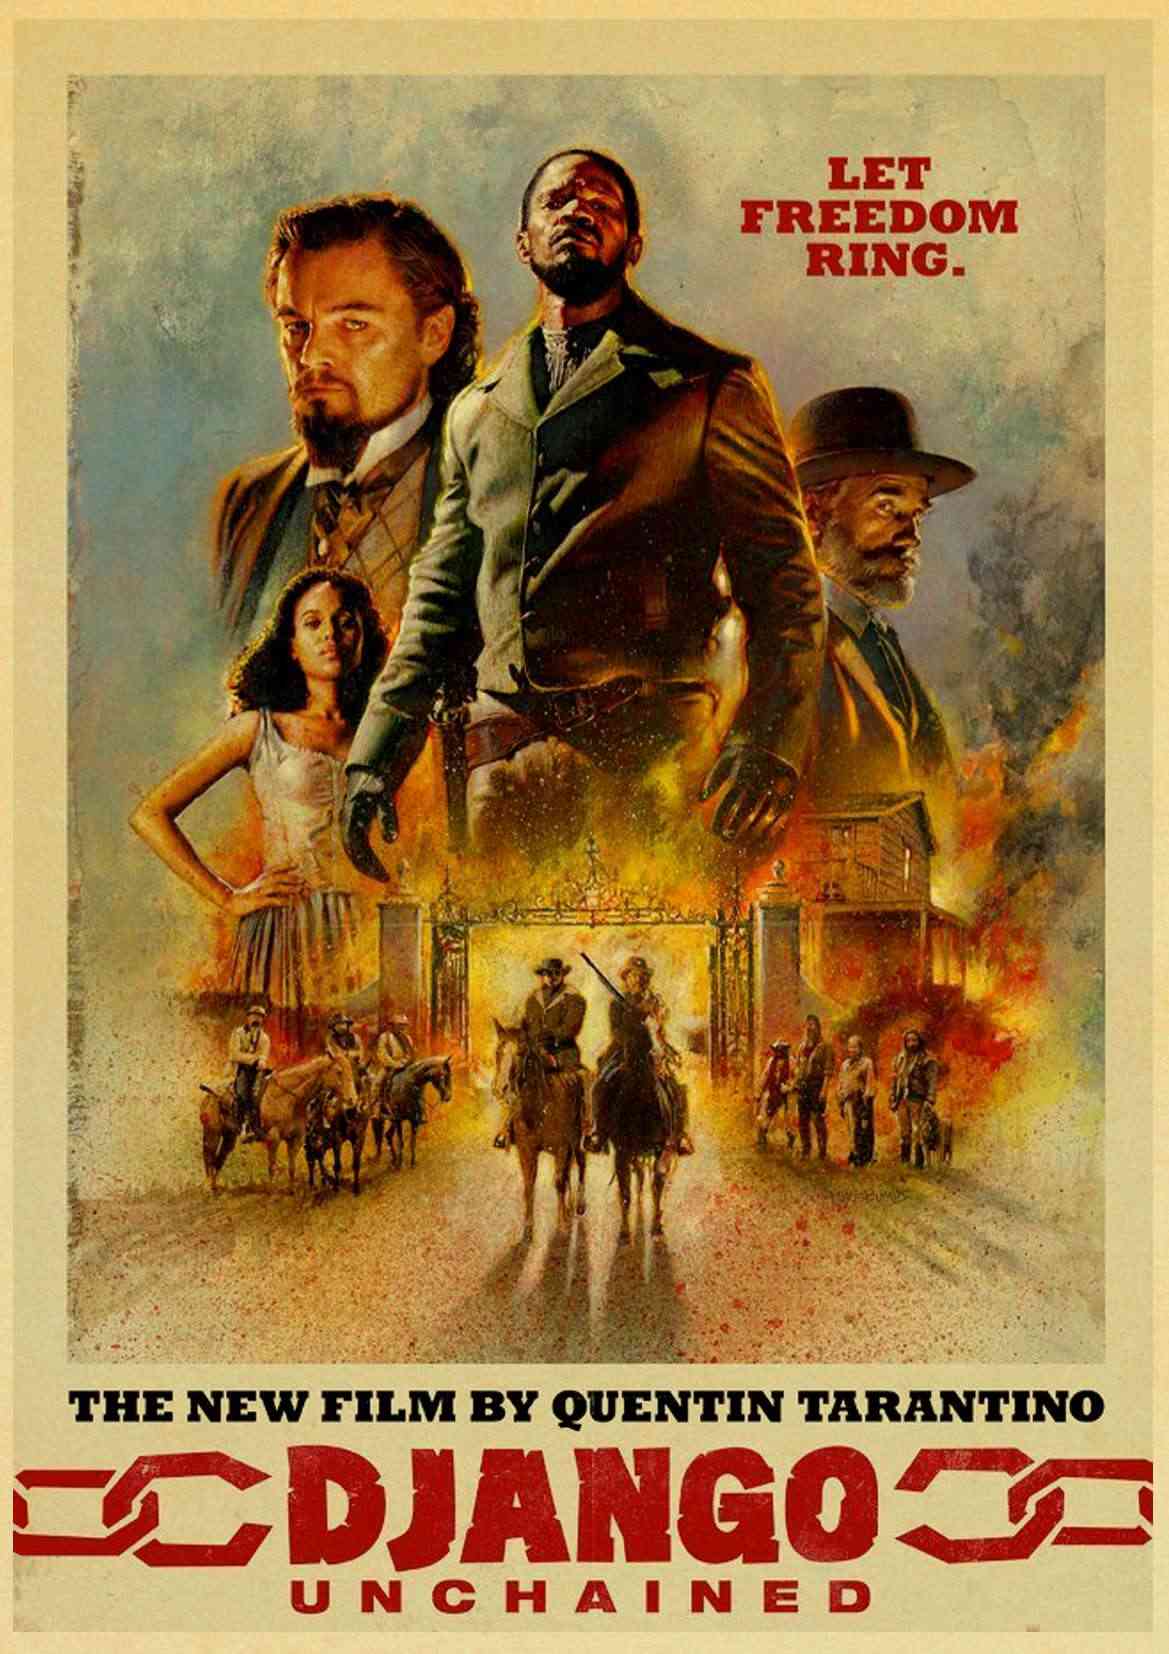 LET
FREEDOM
RING.
THE NEW FILM BY QUENTIN TARANTINO
DJANGO
UNCHAINED